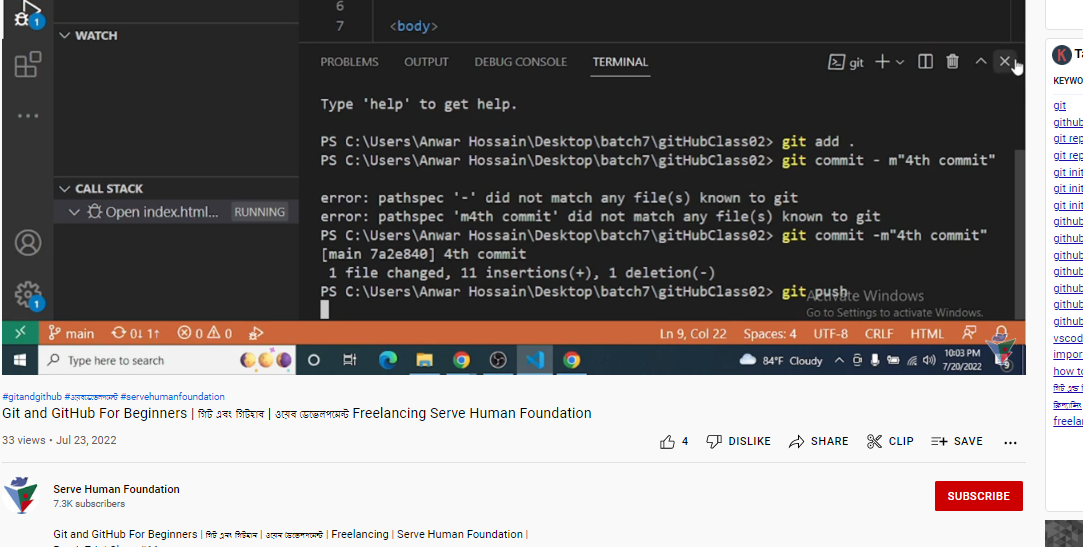 6
WATCH
7 <body>
PROBLEMS OUTPUT DEBUG CONSOLE TERMINAL git
Type 'help' to get help.
PS C:\Users\Anwar Hossain\Desktop\batch7\gitHubClass02> git add .
PS C:\Users\Anwar Hossain\Desktop\batch7\gitHubClass02> git commit - m"4th commit"
CALL STACK
error: pathspec '-' did not match any file(s) known to git
Open index.html... RUNNING
error: pathspec 'm4th commit' did not match any file(s) known to git
PS C:\Users\Anwar Hossain\Desktop\batch7\gitHubClass02> git commit -m"4th commit"
[main 7a2e840] 4th commit
1 file changed, 11 insertions(+), 1 deletion(-)
PS C:\Users\Anwar Hossain\Desktop\batch7\gitHubClass02> git push
Activate Windows
Go to Settings to activate Windows.
main 0↓ 1↑ 0 0 Ln 9, Col 22 Spaces: 4 UTF-8 CRLF HTML
Type here to search 84°F Cloudy 10:03 PM
7/20/2022
#gitandgithub #ওয়েবডেভেলপমেন্ট #servehumanfoundation
Git and GitHub For Beginners | গিট এবং গিটহাব | ওয়েব ডেভেলপমেন্ট Freelancing Serve Human Foundation
33 views • Jul 23, 2022
4 DISLIKE SHARE CLIP SAVE
Serve Human Foundation
7.3K subscribers
SUBSCRIBE
Git and GitHub For Beginners | গিট এবং গিটহাব | ওয়েব ডেভেলপমেন্ট | Freelancing | Serve Human Foundation |
K Ta
KEYWO
git
github
git rep
git rep
git init
git init
git init
github
github
github
github
github
github
github
vscod
impor
how to
freelan